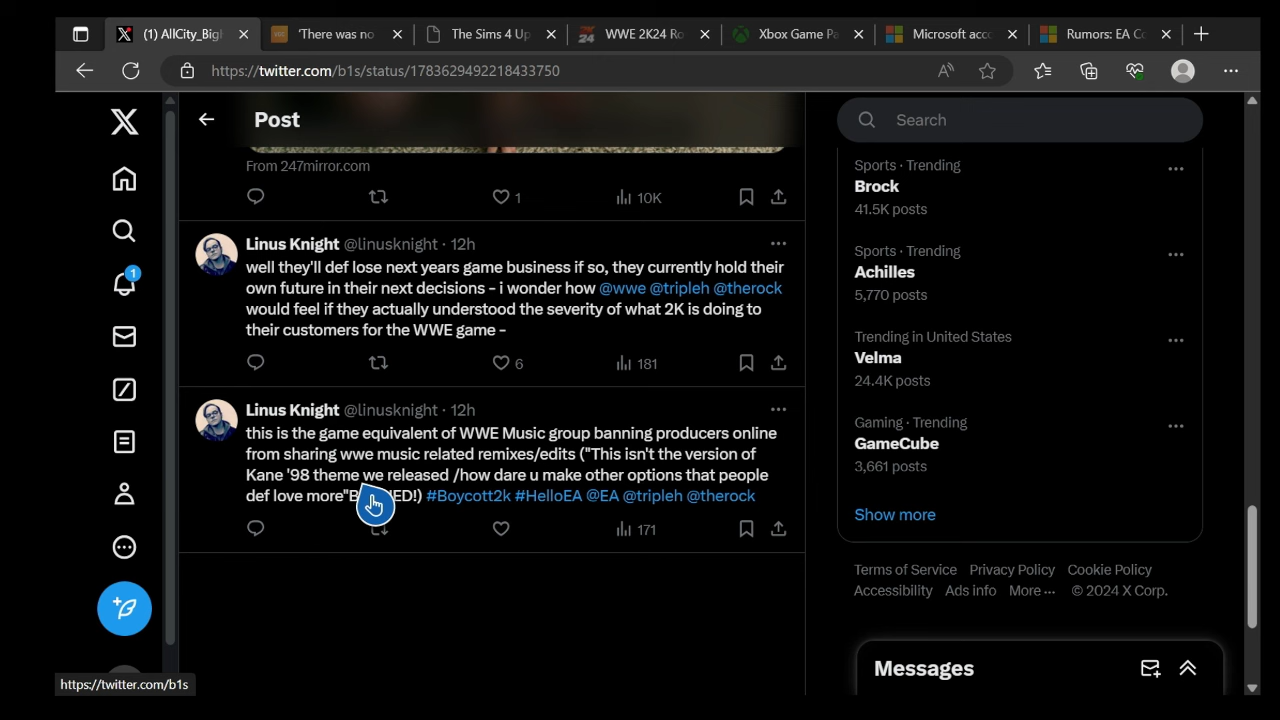 (1) AllCity_Big
'There was no
The Sims 4 Up
WWE 2K24 Ro
Xbox Game Pa
Microsoft acc
Rumors: EA Co
https://twitter.com/b1s/status/1783629492218433750
Post
Search
From 247mirror.com
1
10K
Linus Knight @linusknight · 12h
well they'll def lose next years game business if so, they currently hold their
own future in their next decisions - i wonder how @wwe @tripleh @therock
would feel if they actually understood the severity of what 2K is doing to
their customers for the WWE game -
6
181
Linus Knight @linusknight · 12h
this is the game equivalent of WWE Music group banning producers online
from sharing wwe music related remixes/edits ("This isn't the version of
Kane '98 theme we released /how dare u make other options that people
def love more" #Boycott2k #HelloEA @EA @tripleh @therock
171
Sports · Trending
Brock
41.5K posts
Sports · Trending
Achilles
5,770 posts
Trending in United States
Velma
24.4K posts
Gaming · Trending
GameCube
3,661 posts
Show more
Terms of Service Privacy Policy Cookie Policy
Accessibility Ads info More ··· © 2024 X Corp.
Messages
1
https://twitter.com/b1s